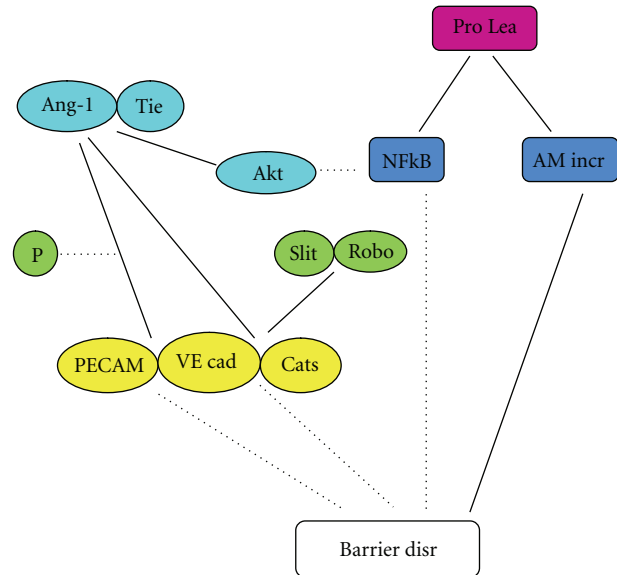 Pro Lea
Ang-1
Tie
Akt
NFkB
AM incr
P
Slit
Robo
PECAM
VE cad
Cats
Barrier disr